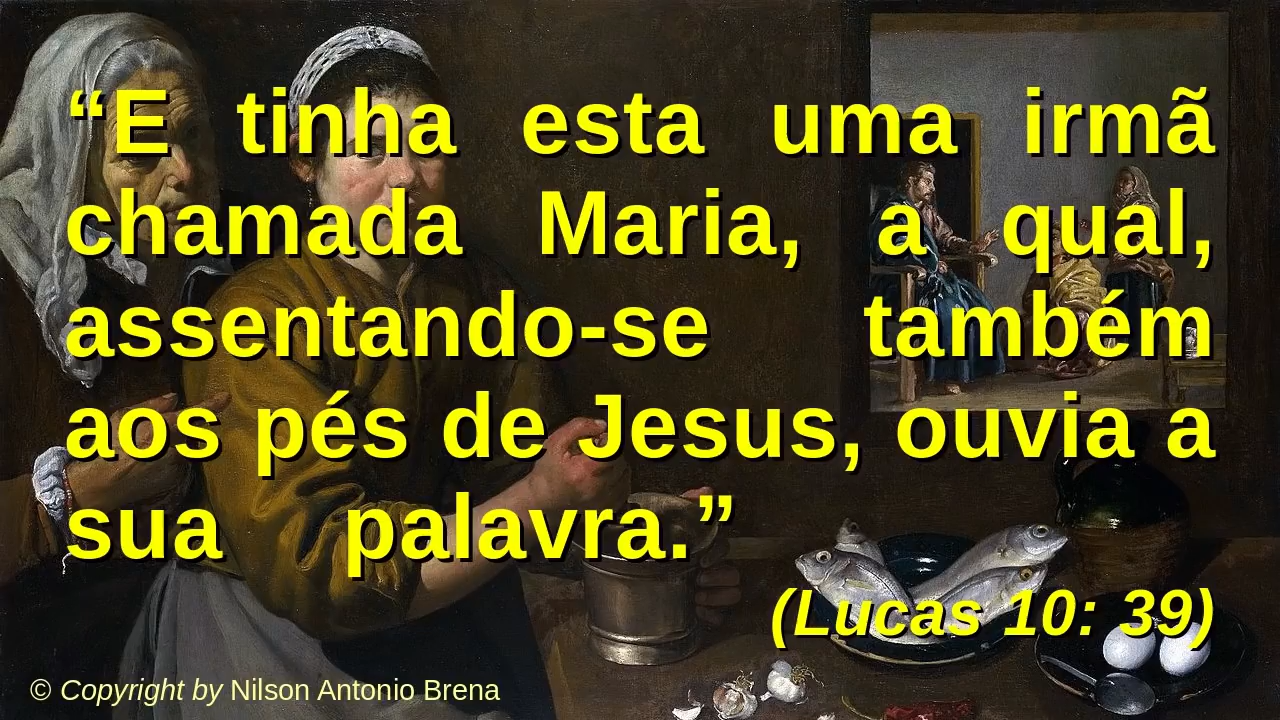 “E tinha esta uma irmã
chamada Maria, a qual,
assentando-se também
aos pés de Jesus, ouvia a
sua palavra.”
(Lucas 10: 39)
© Copyright by Nilson Antonio Brena